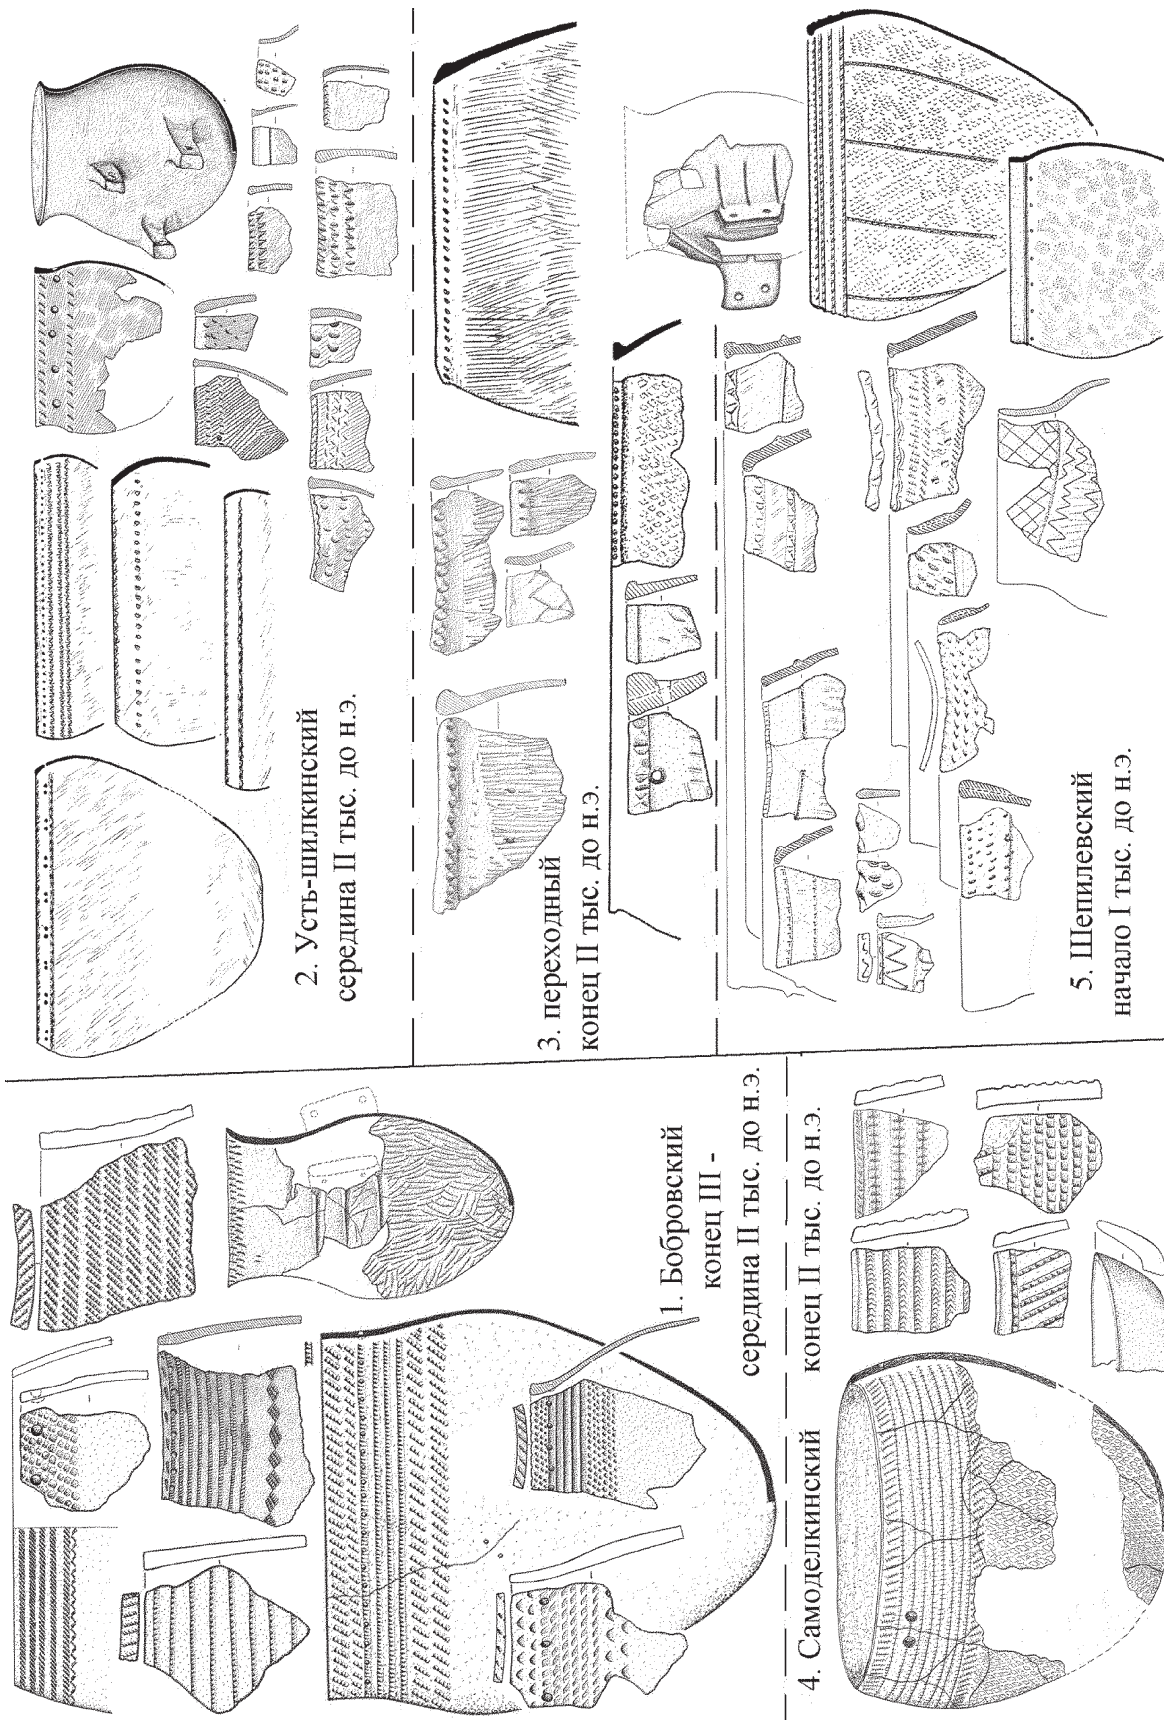 1. Бобровский
конец III -
середина II тыс. до н.э.
2. Усть-шилкинский
середина II тыс. до н.э.
3. переходный
конец II тыс. до н.э.
4. Самоделкинский конец II тыс. до н.э.
5. Шепилевский
начало I тыс. до н.э.